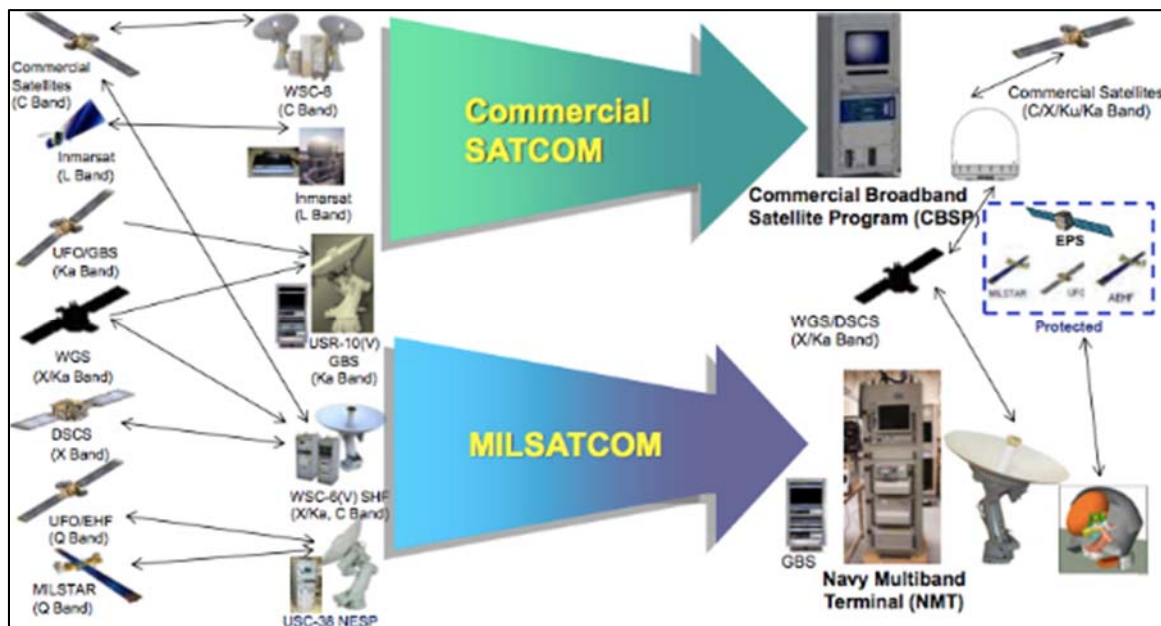 Commercial
Satellites
(C Band)
WSC-8
(C Band)
Inmarsat
(L Band)
Inmarsat
(L Band)
UFO/GBS
(Ka Band)
USR-10(V)
GBS
(Ka Band)
WGS
(X/Ka Band)
DSCS
(X Band)
WSC-6(V) SHF
(X/Ka, C Band)
UFO/EHF
(Q Band)
MILSTAR
(Q Band)
USC-38 NESP
Commercial
SATCOM
MILSATCOM
Commercial Broadband
Satellite Program (CBSP)
Commercial Satellites
(C/X/Ku/Ka Band)
EPS
MILSTAR
UFO
AEHF
Protected
WGS/DSCS
(X/Ka Band)
GBS
Navy Multiband
Terminal (NMT)